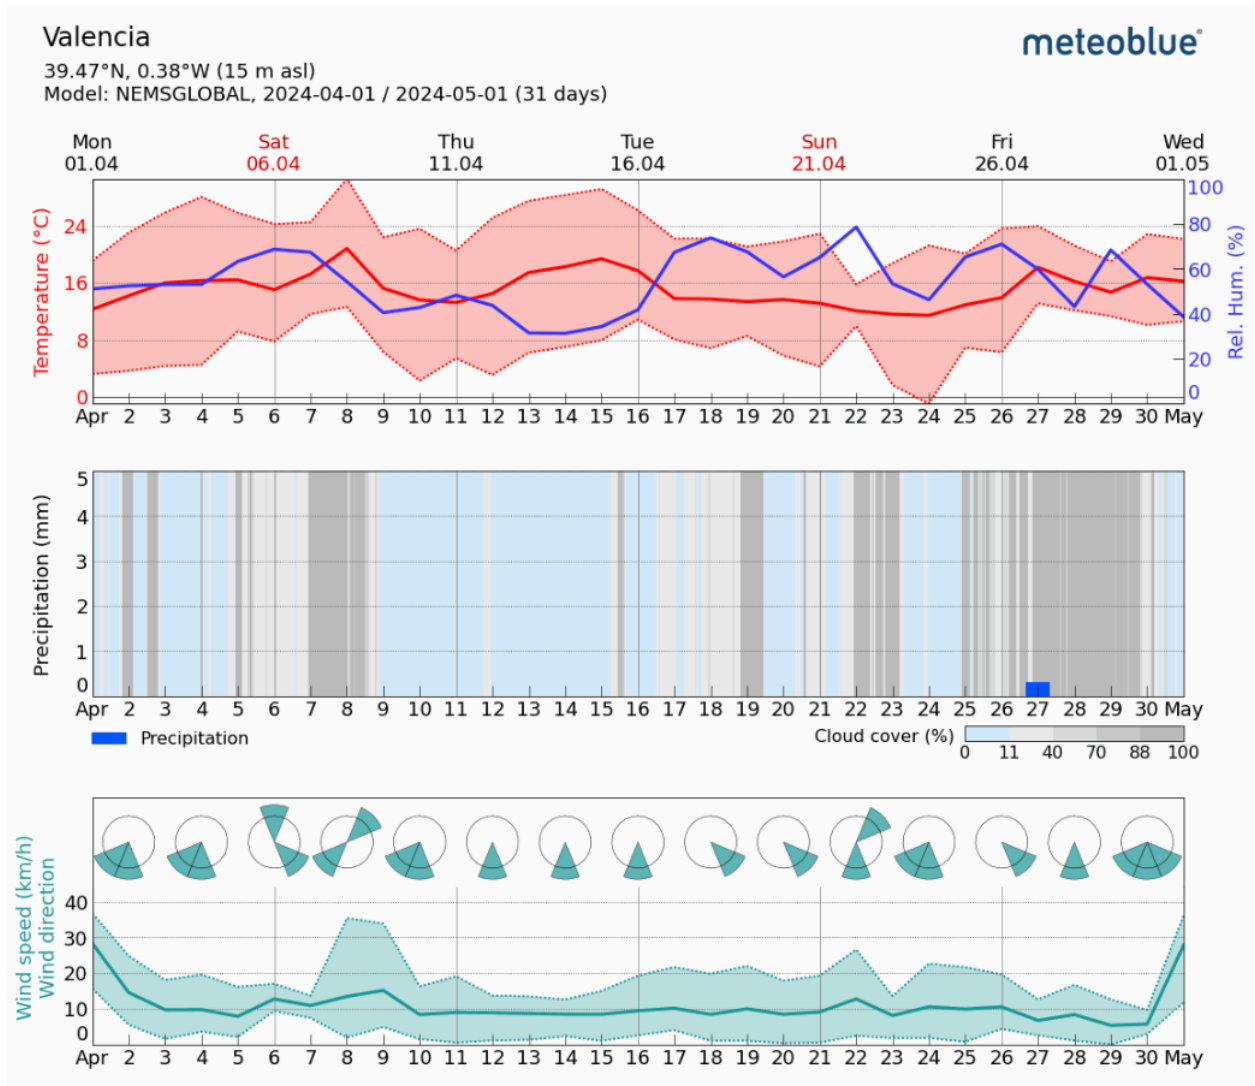 Valencia
meteoblue®
39.47°N, 0.38°W (15 m asl)
Model: NEMSGLOBAL, 2024-04-01 / 2024-05-01 (31 days)
Mon Sat Thu Tue Sun Fri Wed
01.04 06.04 11.04 16.04 21.04 26.04 01.05
Temperature (°C)
24
16
8
0
100
80
60
40
20
0
Rel. Hum. (%)
Apr 2 3 4 5 6 7 8 9 10 11 12 13 14 15 16 17 18 19 20 21 22 23 24 25 26 27 28 29 30 May
Precipitation (mm)
5
4
3
2
1
0
Apr 2 3 4 5 6 7 8 9 10 11 12 13 14 15 16 17 18 19 20 21 22 23 24 25 26 27 28 29 30 May
Precipitation
Cloud cover (%)
0 11 40 70 88 100
Wind speed (km/h)
Wind direction
40
30
20
10
0
Apr 2 3 4 5 6 7 8 9 10 11 12 13 14 15 16 17 18 19 20 21 22 23 24 25 26 27 28 29 30 May